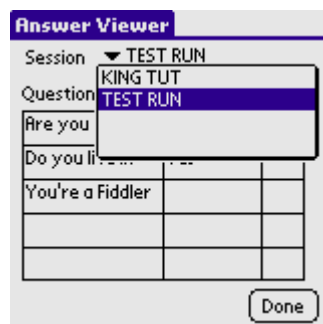 Answer Viewer
Session TEST RUN
KING TUT
Question
TEST RUN
Are you
Do you
You're a Fiddler
Done